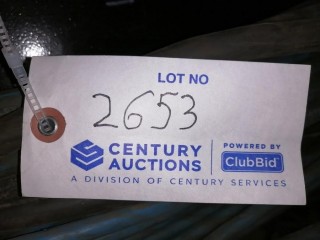 LOT NO
2653
CENTURY AUCTIONS
POWERED BY
ClubBid
A DIVISION OF CENTURY SERVICES